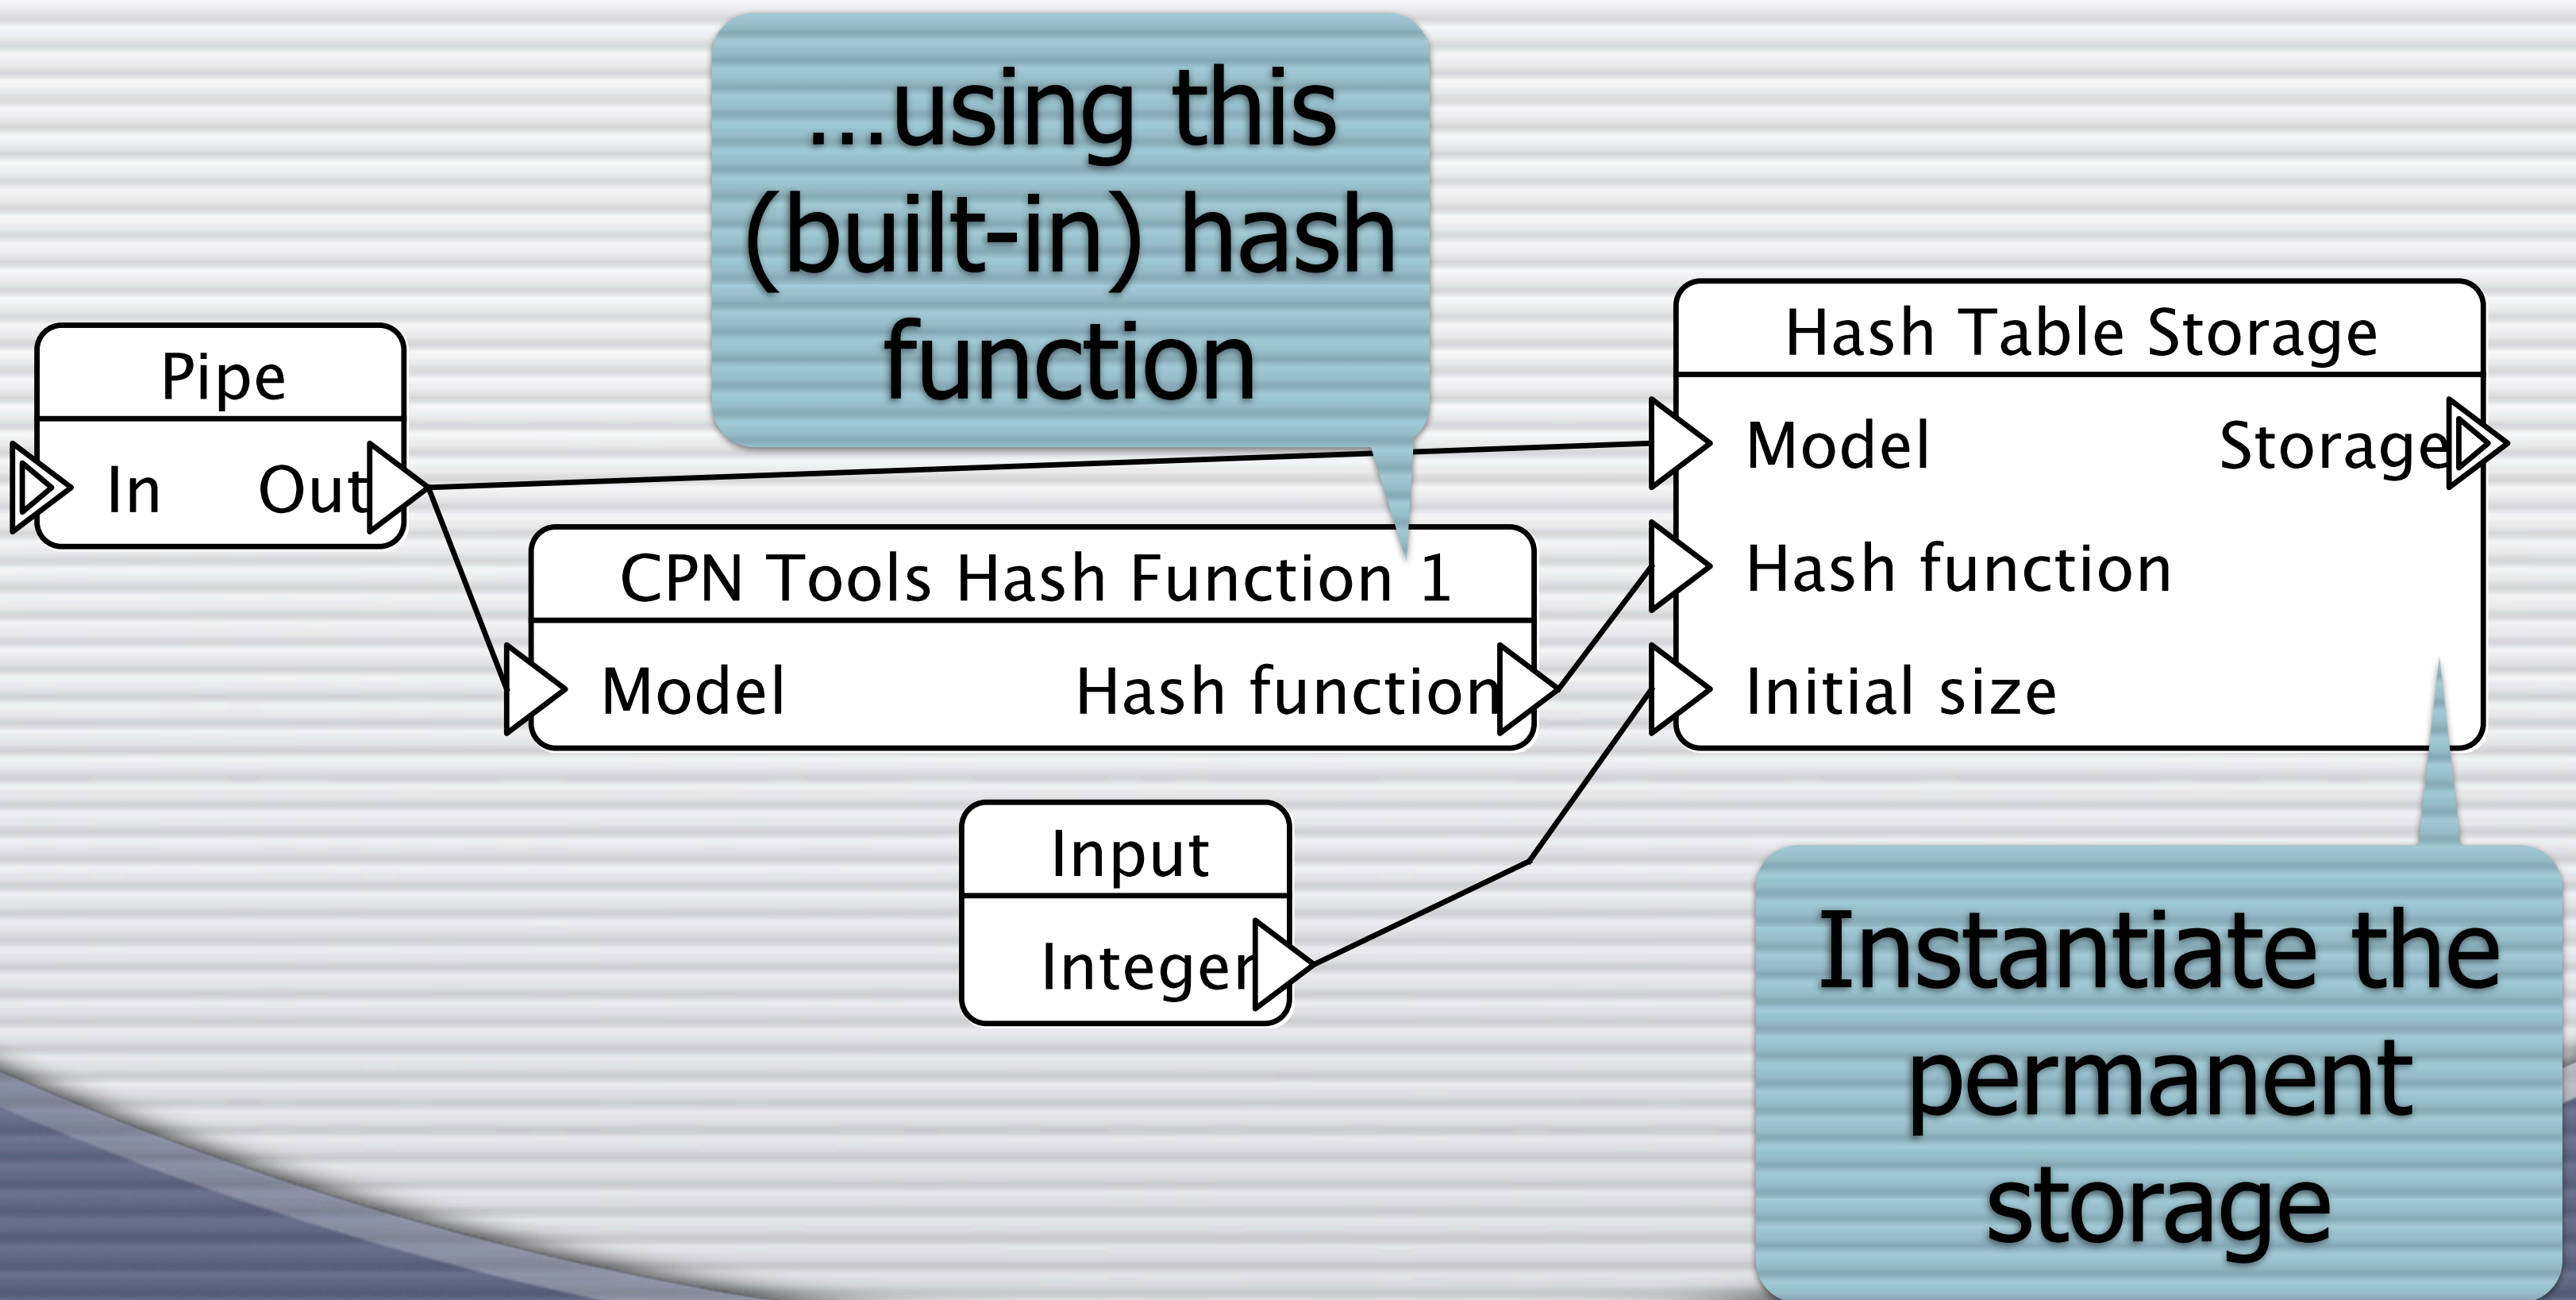 ...using this
(built-in) hash
function
Pipe
In Out
CPN Tools Hash Function 1
Model Hash function
Input
Integer
Hash Table Storage
Model Storage
Hash function
Initial size
Instantiate the
permanent
storage